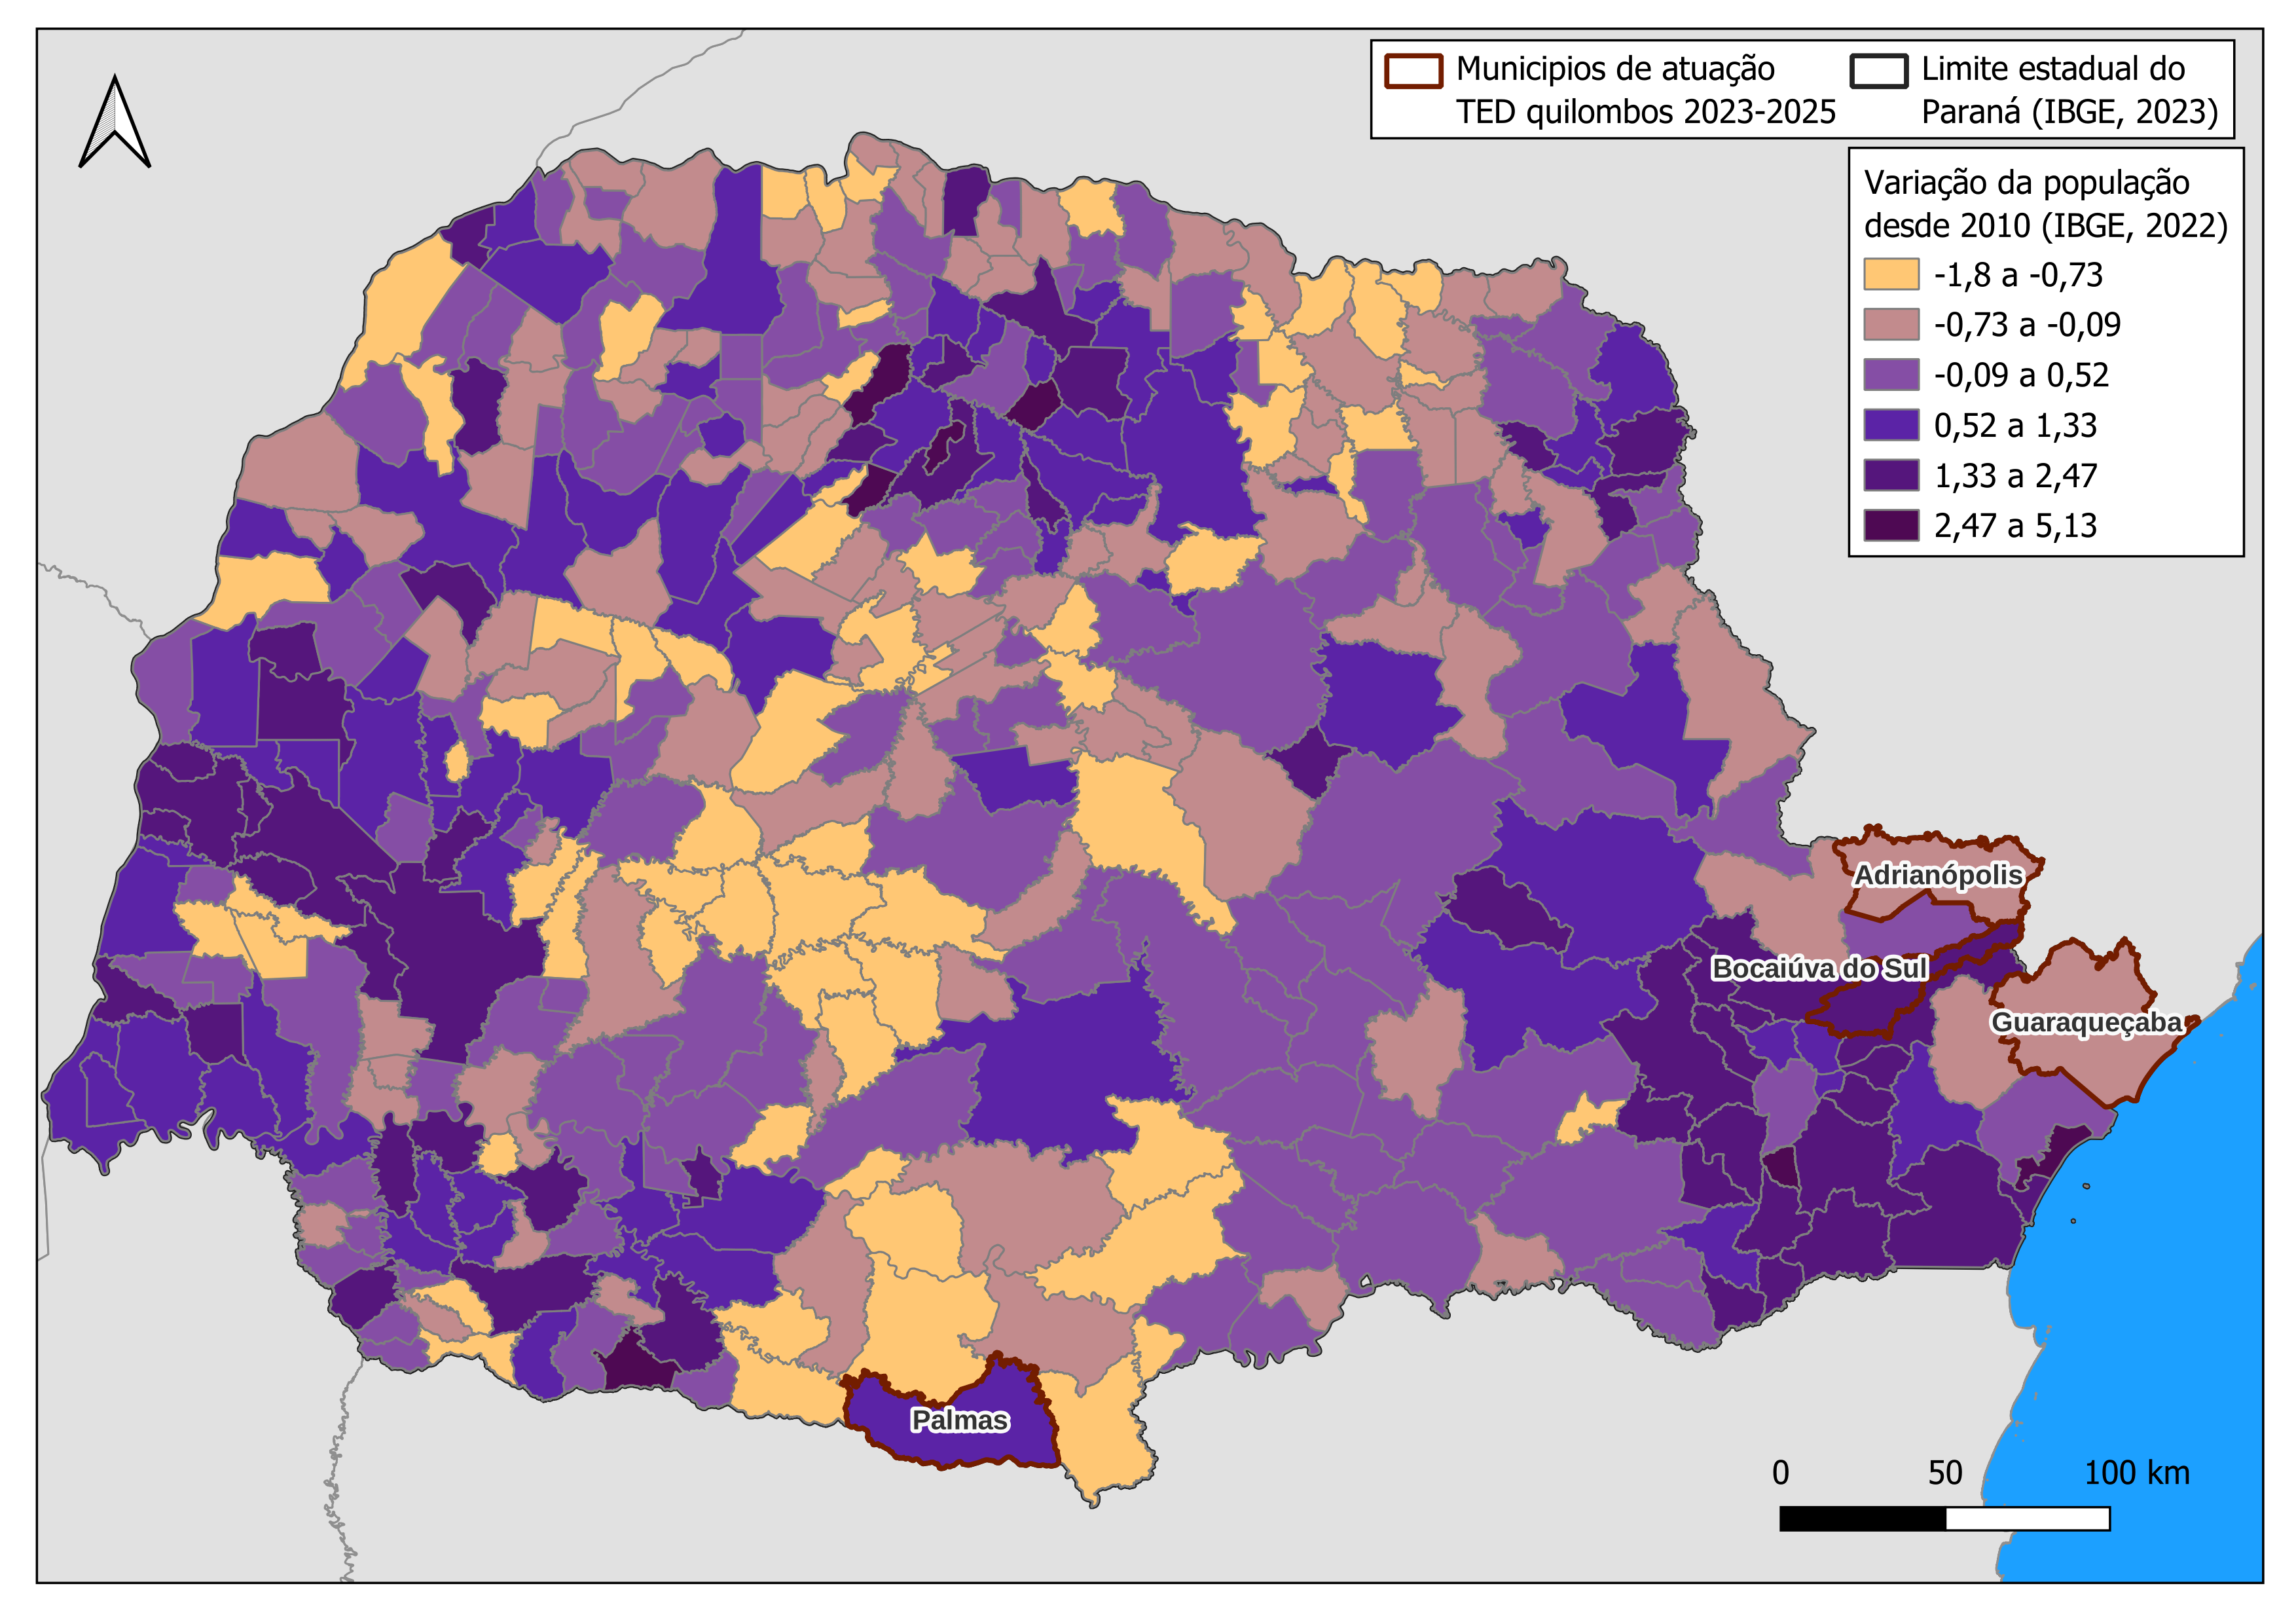 Municipios de atuação
TED quilombos 2023-2025
Limite estadual do
Paraná (IBGE, 2023)
Variação da população
desde 2010 (IBGE, 2022)
-1,8 a -0,73
-0,73 a -0,09
-0,09 a 0,52
0,52 a 1,33
1,33 a 2,47
2,47 a 5,13
Adrianópolis
Bocaiúva do Sul
Guaraqueçaba
Palmas
0 50 100 km